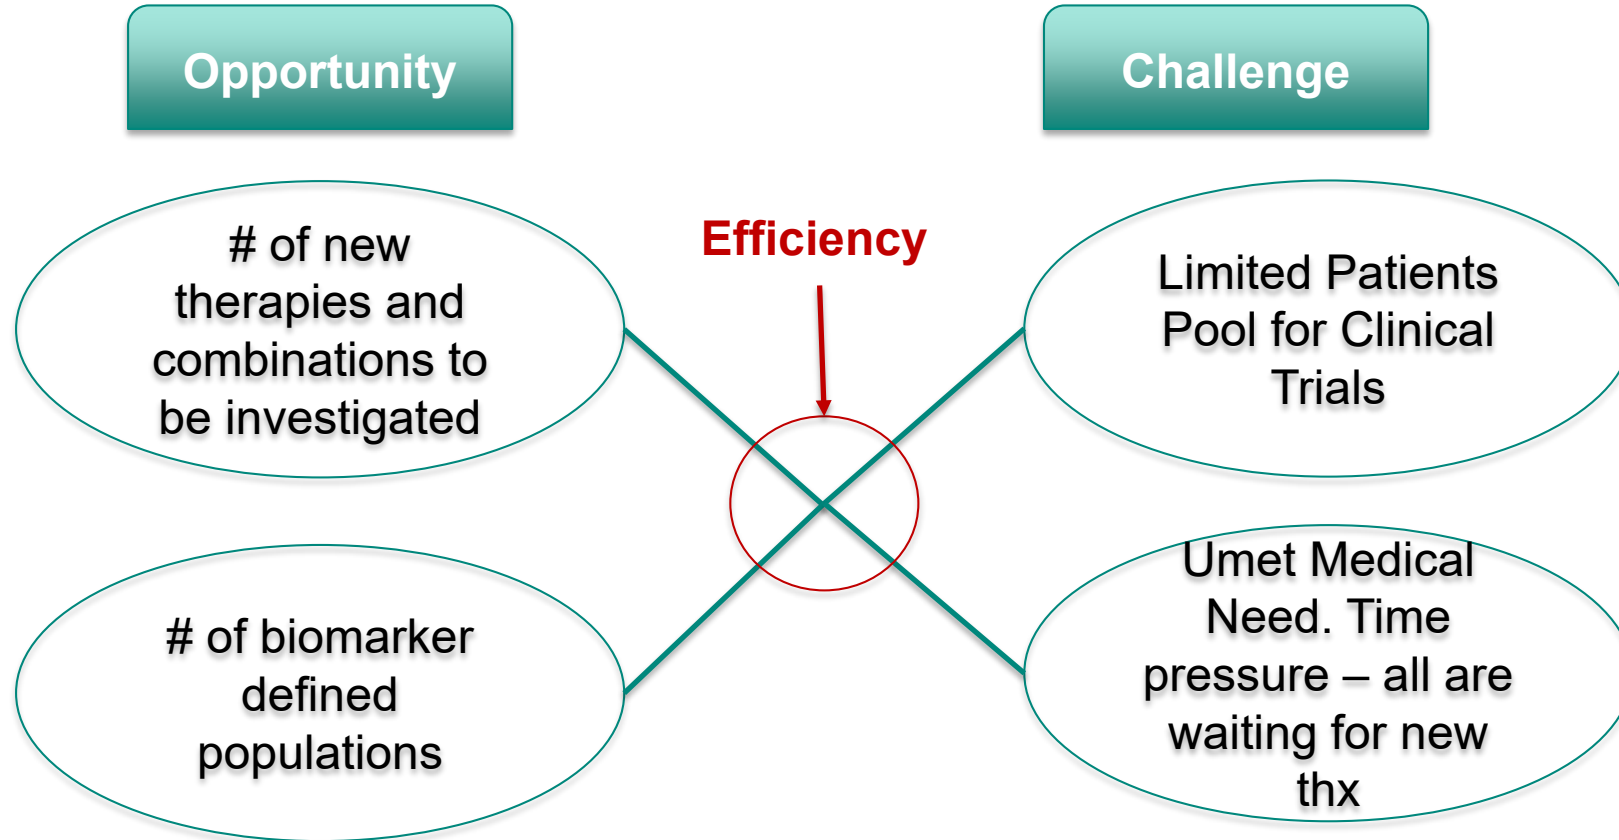 Opportunity
Challenge
# of new
therapies and
combinations to
be investigated
Efficiency
Limited Patients
Pool for Clinical
Trials
# of biomarker
defined
populations
Umet Medical
Need. Time
pressure – all are
waiting for new
thx